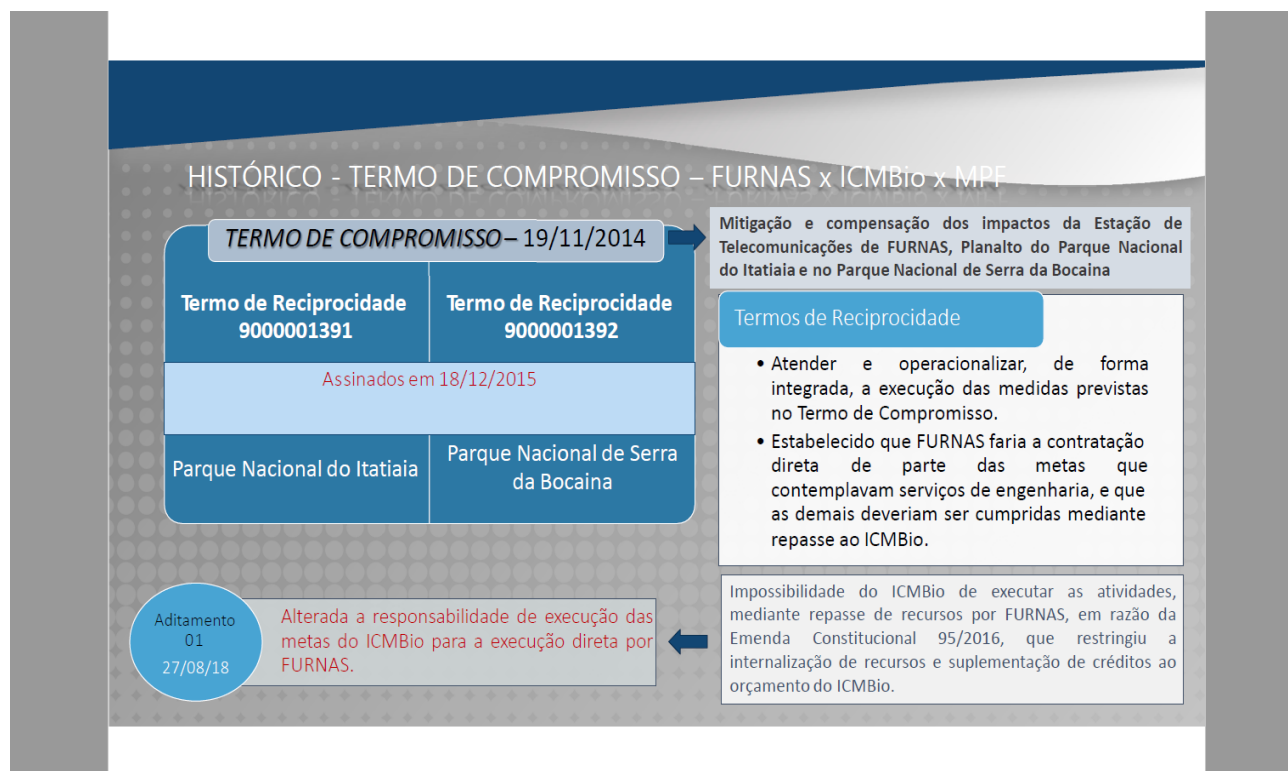 HISTÓRICO - TERMO DE COMPROMISSO – FURNAS x ICMBio x MPF
TERMO DE COMPROMISSO – 19/11/2014
Mitigação e compensação dos impactos da Estação de
Telecomunicações de FURNAS, Planalto do Parque Nacional
do Itatiaia e no Parque Nacional de Serra da Bocaina
Termo de Reciprocidade
9000001391
Termo de Reciprocidade
9000001392
Assinados em 18/12/2015
Parque Nacional do Itatiaia
Parque Nacional de Serra
da Bocaina
Termos de Reciprocidade
• Atender e operacionalizar, de forma
integrada, a execução das medidas previstas
no Termo de Compromisso.
• Estabelecido que FURNAS faria a contratação
direta de parte das metas que
contemplavam serviços de engenharia, e que
as demais deveriam ser cumpridas mediante
repasse ao ICMBio.
Impossibilidade do ICMBio de executar as atividades,
mediante repasse de recursos por FURNAS, em razão da
Emenda Constitucional 95/2016, que restringiu a
internalização de recursos e suplementação de créditos ao
orçamento do ICMBio.
Aditamento
01
27/08/18
Alterada a responsabilidade de execução das
metas do ICMBio para a execução direta por
FURNAS.